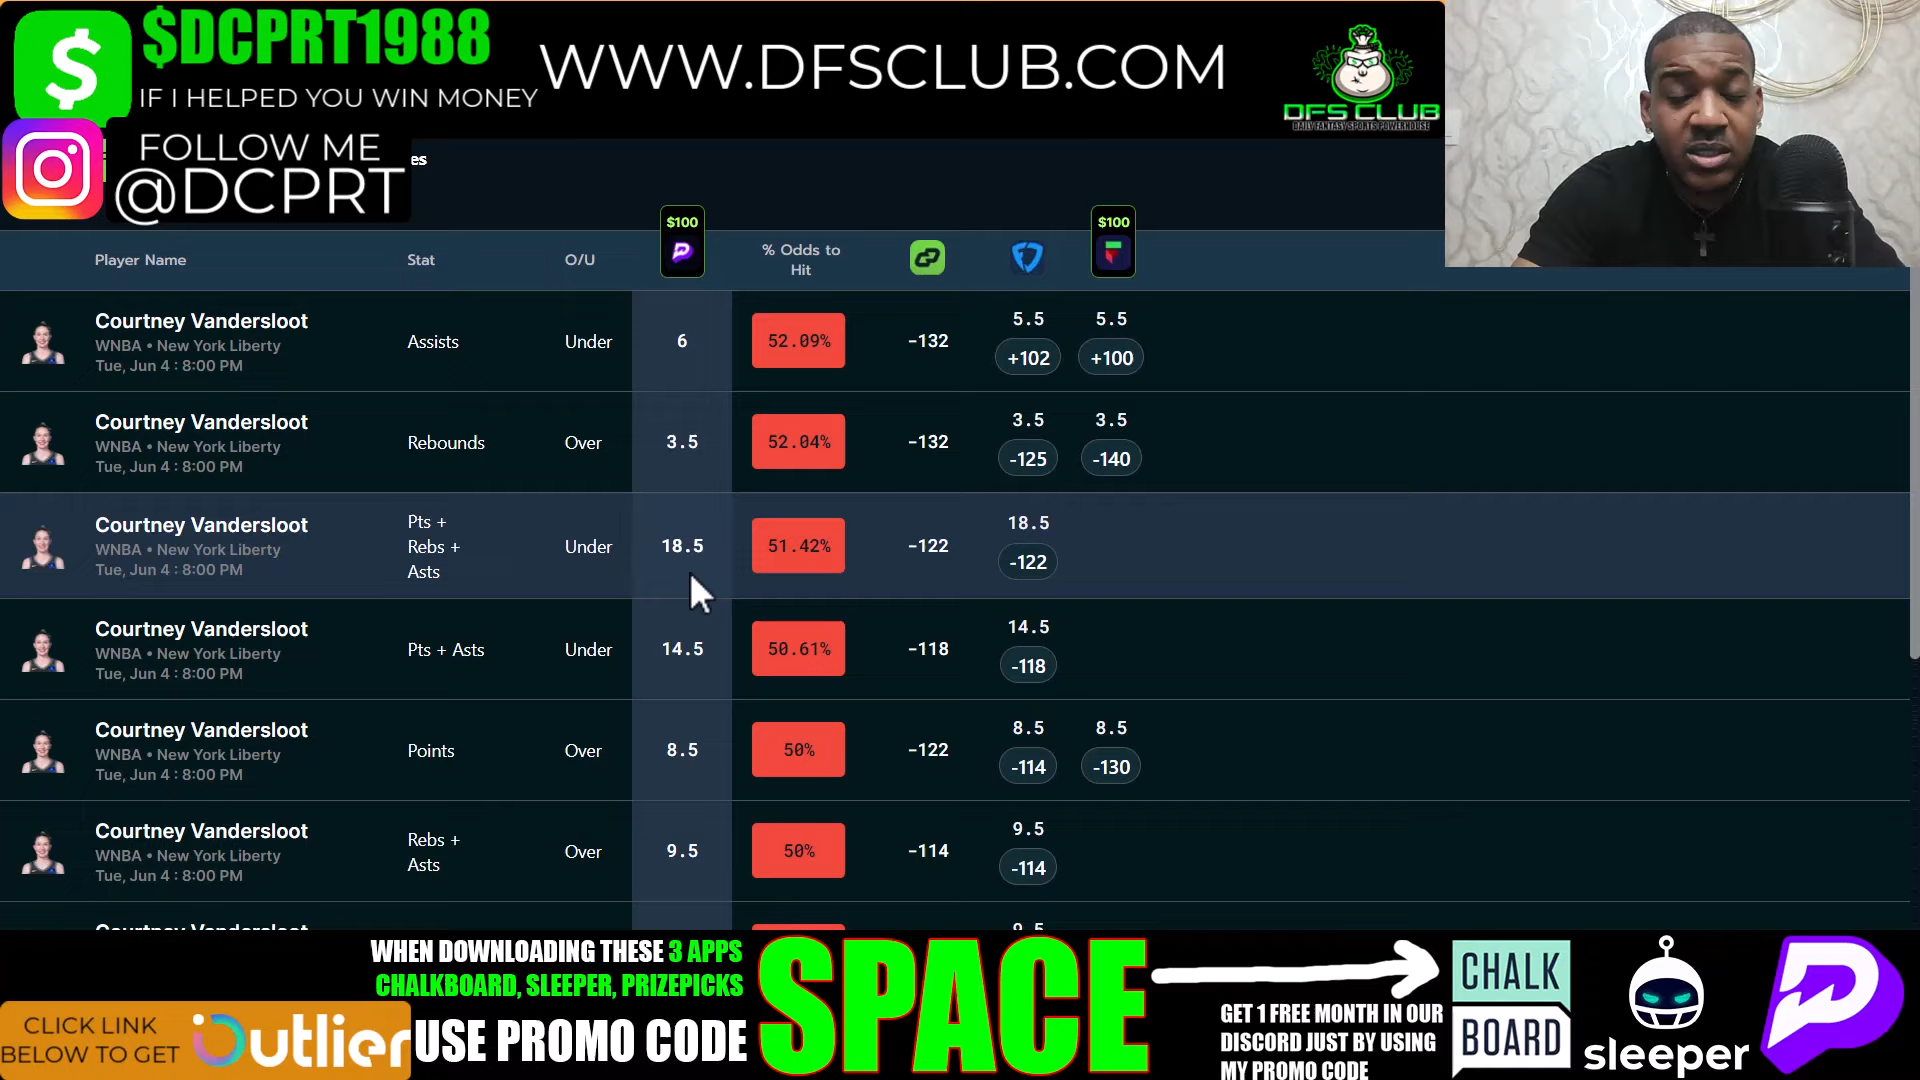 $DCPRT1988
IF I HELPED YOU WIN MONEY
WWW.DFSCLUB.COM
DFS CLUB
DAILY FANTASY SPORTS POWERHOUSE
FOLLOW ME
@DCPRT
es
$100
$100
Player Name Stat O/U % Odds to Hit
Courtney Vandersloot
WNBA • New York Liberty
Tue, Jun 4 : 8:00 PM
Assists Under 6 52.09% -132
5.5 5.5
+102 +100
Courtney Vandersloot
WNBA • New York Liberty
Tue, Jun 4 : 8:00 PM
Rebounds Over 3.5 52.04% -132
3.5 3.5
-125 -140
Courtney Vandersloot
WNBA • New York Liberty
Tue, Jun 4 : 8:00 PM
Pts +
Rebs +
Asts
Under 18.5 51.42% -122
18.5
-122
Courtney Vandersloot
WNBA • New York Liberty
Tue, Jun 4 : 8:00 PM
Pts + Asts Under 14.5 50.61% -118
14.5
-118
Courtney Vandersloot
WNBA • New York Liberty
Tue, Jun 4 : 8:00 PM
Points Over 8.5 50% -122
8.5 8.5
-114 -130
Courtney Vandersloot
WNBA • New York Liberty
Tue, Jun 4 : 8:00 PM
Rebs +
Asts
Over 9.5 50% -114
9.5
-114
Courtney Vandersloot
9.5
WHEN DOWNLOADING THESE 3 APPS
CHALKBOARD, SLEEPER, PRIZEPICKS
USE PROMO CODE
SPACE
CLICK LINK
BELOW TO GET
Outlier
GET 1 FREE MONTH IN OUR
DISCORD JUST BY USING
MY PROMO CODE
CHALK
BOARD
sleeper